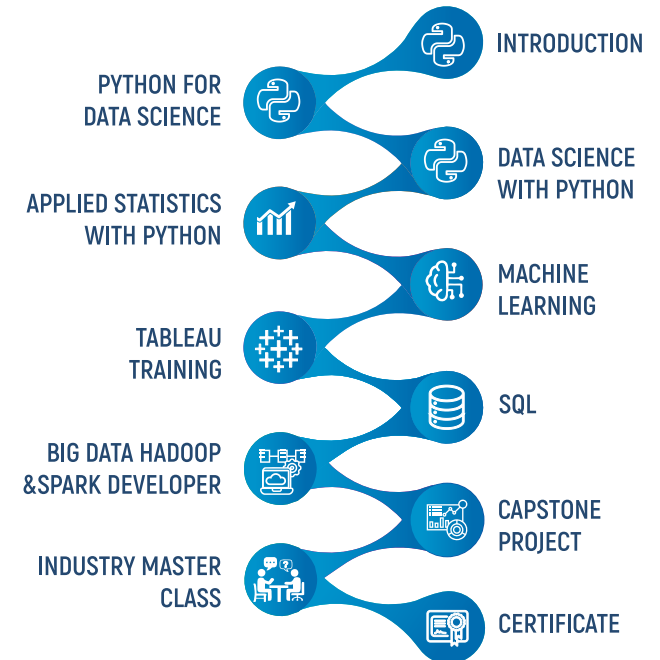 INTRODUCTION
PYTHON FOR
DATA SCIENCE
DATA SCIENCE
WITH PYTHON
APPLIED STATISTICS
WITH PYTHON
MACHINE
LEARNING
TABLEAU
TRAINING
SQL
BIG DATA HADOOP
&SPARK DEVELOPER
CAPSTONE
PROJECT
INDUSTRY MASTER
CLASS
CERTIFICATE